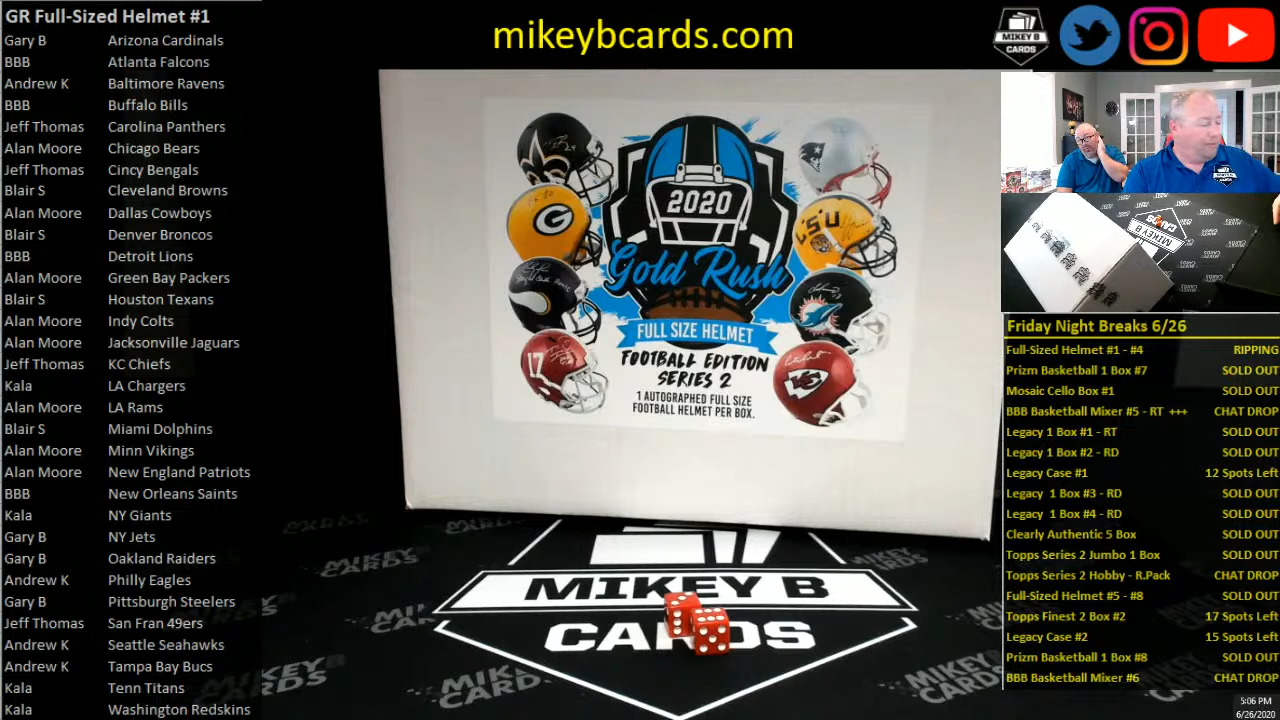 GR Full-Sized Helmet #1
Gary B Arizona Cardinals
BBB Atlanta Falcons
Andrew K Baltimore Ravens
BBB Buffalo Bills
Jeff Thomas Carolina Panthers
Alan Moore Chicago Bears
Jeff Thomas Cincy Bengals
Blair S Cleveland Browns
Alan Moore Dallas Cowboys
Blair S Denver Broncos
BBB Detroit Lions
Alan Moore Green Bay Packers
Blair S Houston Texans
Alan Moore Indy Colts
Alan Moore Jacksonville Jaguars
Jeff Thomas KC Chiefs
Kala LA Chargers
Alan Moore LA Rams
Blair S Miami Dolphins
Alan Moore Minn Vikings
Alan Moore New England Patriots
BBB New Orleans Saints
Kala NY Giants
Gary B NY Jets
Gary B Oakland Raiders
Andrew K Philly Eagles
Gary B Pittsburgh Steelers
Jeff Thomas San Fran 49ers
Andrew K Seattle Seahawks
Andrew K Tampa Bay Bucs
Kala Tenn Titans
Kala Washington Redskins
mikeybcards.com
MIKEY B
CARDS
2020
Gold Rush
FULL SIZE HELMET
FOOTBALL EDITION
SERIES 2
1 AUTOGRAPHED FULL SIZE
FOOTBALL HELMET PER BOX.
G
L.S.U.
17
KC
MIKEY B
CARDS
MIKEY
CARDS
MIKEY
CARDS
Friday Night Breaks 6/26
Full-Sized Helmet #1 - #4 RIPPING
Prizm Basketball 1 Box #7 SOLD OUT
Mosaic Cello Box #1 SOLD OUT
BBB Basketball Mixer #5 - RT +++ CHAT DROP
Legacy 1 Box #1 - RT SOLD OUT
Legacy 1 Box #2 - RD SOLD OUT
Legacy Case #1 12 Spots Left
Legacy 1 Box #3 - RD SOLD OUT
Legacy 1 Box #4 - RD SOLD OUT
Clearly Authentic 5 Box SOLD OUT
Topps Series 2 Jumbo 1 Box SOLD OUT
Topps Series 2 Hobby - R.Pack CHAT DROP
Full-Sized Helmet #5 - #8 SOLD OUT
Topps Finest 2 Box #2 17 Spots Left
Legacy Case #2 15 Spots Left
Prizm Basketball 1 Box #8 SOLD OUT
BBB Basketball Mixer #6 CHAT DROP
5:06 PM
6/26/2020